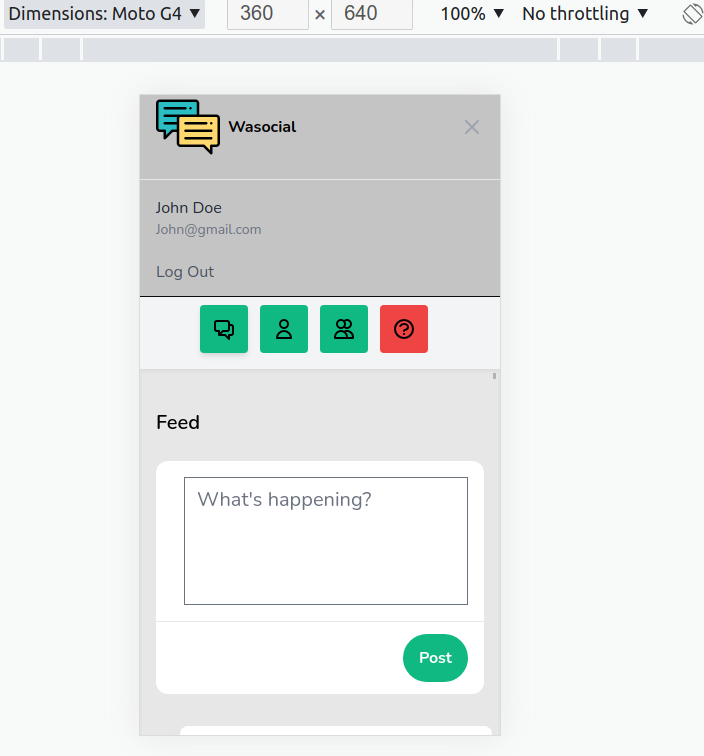 Dimensions: Moto G4 ▼ 360 × 640 100% ▼ No throttling ▼
Wasocial
John Doe
John@gmail.com
Log Out
Feed
What's happening?
Post